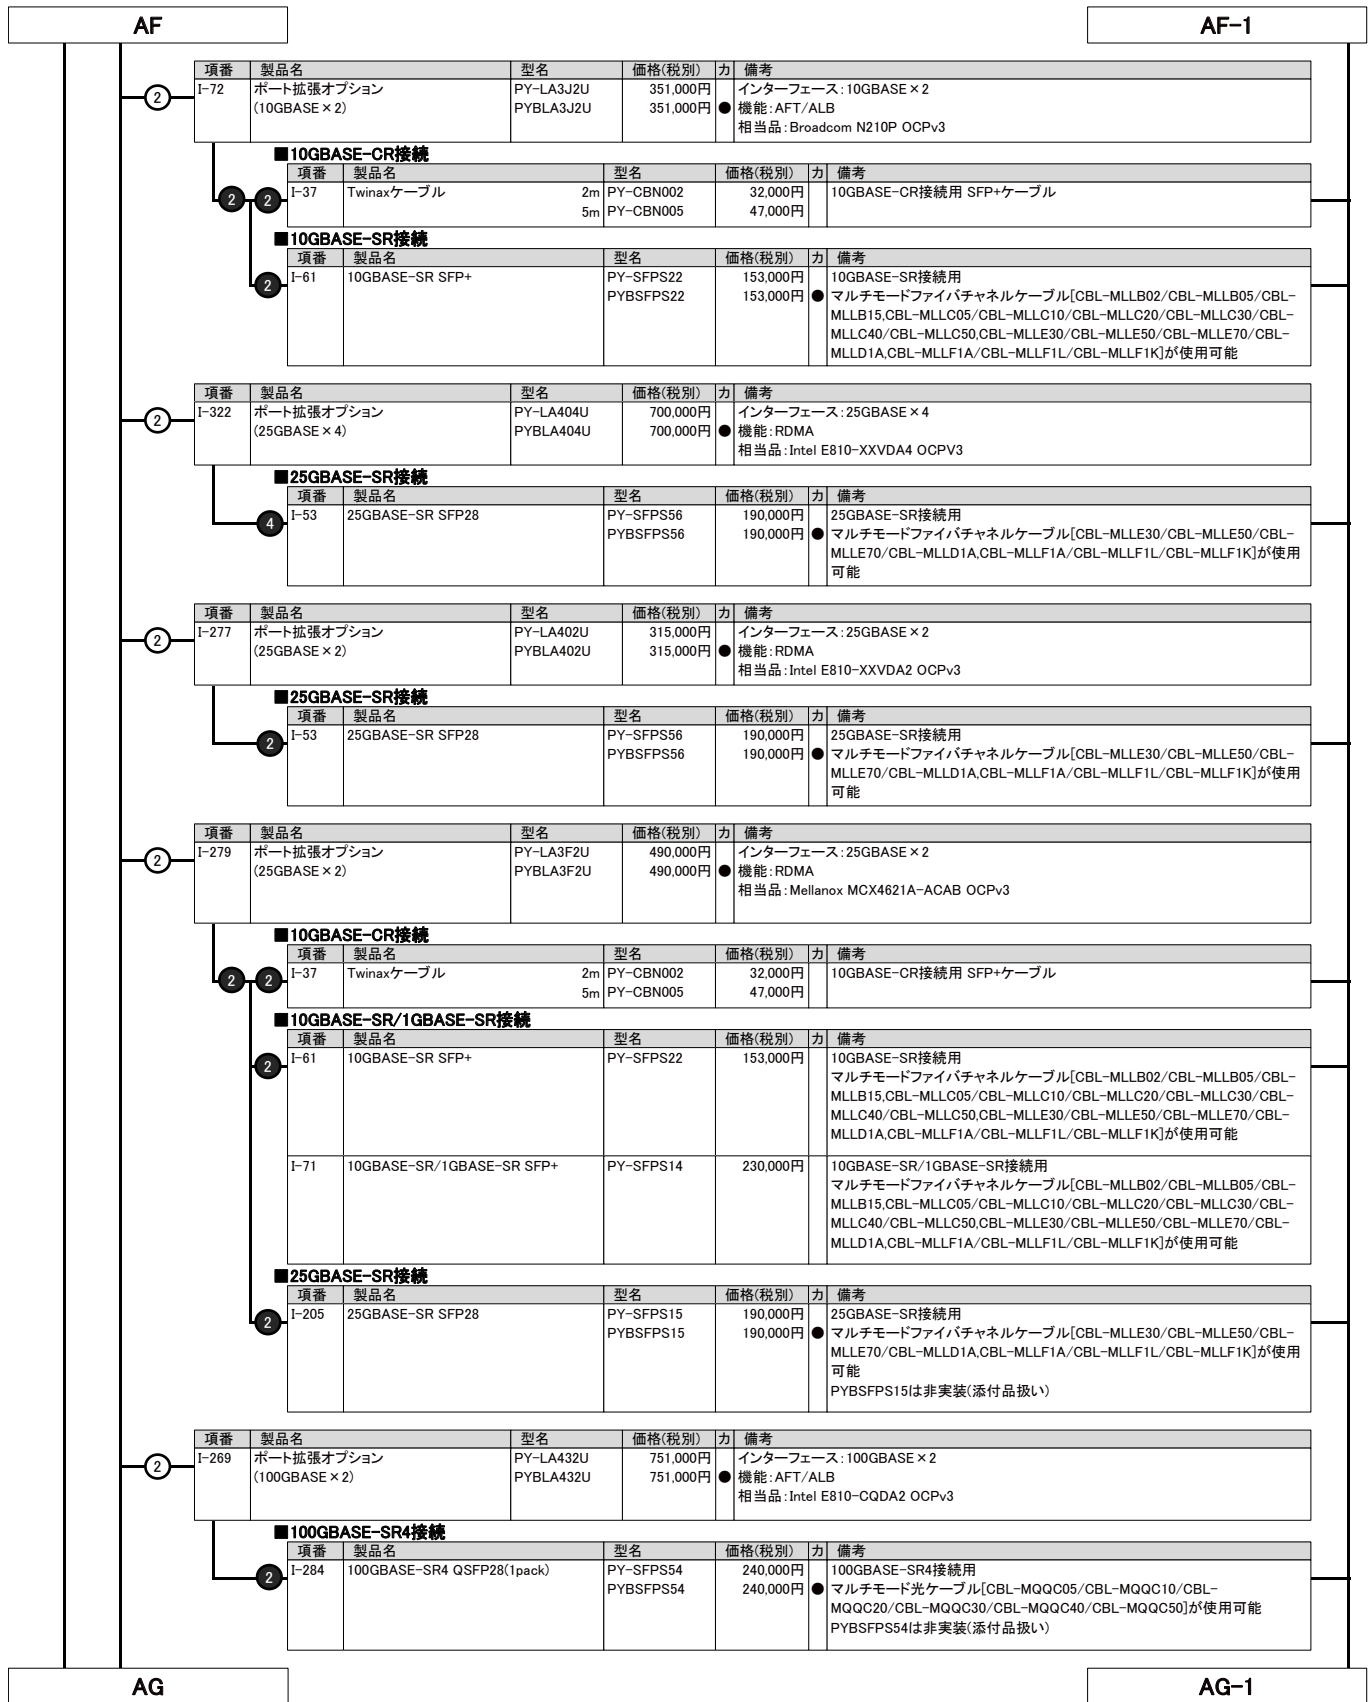 AF
AF-1
項番 製品名 型名 価格(税別) カ 備考
② I-72 ポート拡張オプション PY-LA3J2U 351,000円 インターフェース:10GBASE×2
(10GBASE×2) PYBLA3J2U 351,000円 ● 機能:AFT/ALB
相当品:Broadcom N210P OCPv3
■10GBASE-CR接続
項番 製品名 型名 価格(税別) カ 備考
2 2 I-37 Twinaxケーブル 2m PY-CBN002 32,000円 10GBASE-CR接続用 SFP+ケーブル
5m PY-CBN005 47,000円
■10GBASE-SR接続
項番 製品名 型名 価格(税別) カ 備考
2 I-61 10GBASE-SR SFP+ PY-SFPS22 153,000円 10GBASE-SR接続用
PYBSFPS22 153,000円 ● マルチモードファイバチャネルケーブル[CBL-MLLB02/CBL-MLLB05/CBL-
MLLB15,CBL-MLLC05/CBL-MLLC10/CBL-MLLC20/CBL-MLLC30/CBL-
MLLC40/CBL-MLLC50,CBL-MLLE30/CBL-MLLE50/CBL-MLLE70/CBL-
MLLD1A,CBL-MLLF1A/CBL-MLLF1L/CBL-MLLF1K]が使用可能
項番 製品名 型名 価格(税別) カ 備考
② I-322 ポート拡張オプション PY-LA404U 700,000円 インターフェース:25GBASE×4
(25GBASE×4) PYBLA404U 700,000円 ● 機能:RDMA
相当品:Intel E810-XXVDA4 OCPV3
■25GBASE-SR接続
項番 製品名 型名 価格(税別) カ 備考
4 I-53 25GBASE-SR SFP28 PY-SFPS56 190,000円 25GBASE-SR接続用
PYBSFPS56 190,000円 ● マルチモードファイバチャネルケーブル[CBL-MLLE30/CBL-MLLE50/CBL-
MLLE70/CBL-MLLD1A,CBL-MLLF1A/CBL-MLLF1L/CBL-MLLF1K]が使用
可能
項番 製品名 型名 価格(税別) カ 備考
② I-277 ポート拡張オプション PY-LA402U 315,000円 インターフェース:25GBASE×2
(25GBASE×2) PYBLA402U 315,000円 ● 機能:RDMA
相当品:Intel E810-XXVDA2 OCPv3
■25GBASE-SR接続
項番 製品名 型名 価格(税別) カ 備考
2 I-53 25GBASE-SR SFP28 PY-SFPS56 190,000円 25GBASE-SR接続用
PYBSFPS56 190,000円 ● マルチモードファイバチャネルケーブル[CBL-MLLE30/CBL-MLLE50/CBL-
MLLE70/CBL-MLLD1A,CBL-MLLF1A/CBL-MLLF1L/CBL-MLLF1K]が使用
可能
項番 製品名 型名 価格(税別) カ 備考
② I-279 ポート拡張オプション PY-LA3F2U 490,000円 インターフェース:25GBASE×2
(25GBASE×2) PYBLA3F2U 490,000円 ● 機能:RDMA
相当品:Mellanox MCX4621A-ACAB OCPv3
■10GBASE-CR接続
項番 製品名 型名 価格(税別) カ 備考
2 2 I-37 Twinaxケーブル 2m PY-CBN002 32,000円 10GBASE-CR接続用 SFP+ケーブル
5m PY-CBN005 47,000円
■10GBASE-SR/1GBASE-SR接続
項番 製品名 型名 価格(税別) カ 備考
2 I-61 10GBASE-SR SFP+ PY-SFPS22 153,000円 10GBASE-SR接続用
マルチモードファイバチャネルケーブル[CBL-MLLB02/CBL-MLLB05/CBL-
MLLB15,CBL-MLLC05/CBL-MLLC10/CBL-MLLC20/CBL-MLLC30/CBL-
MLLC40/CBL-MLLC50,CBL-MLLE30/CBL-MLLE50/CBL-MLLE70/CBL-
MLLD1A,CBL-MLLF1A/CBL-MLLF1L/CBL-MLLF1K]が使用可能
I-71 10GBASE-SR/1GBASE-SR SFP+ PY-SFPS14 230,000円 10GBASE-SR/1GBASE-SR接続用
マルチモードファイバチャネルケーブル[CBL-MLLB02/CBL-MLLB05/CBL-
MLLB15,CBL-MLLC05/CBL-MLLC10/CBL-MLLC20/CBL-MLLC30/CBL-
MLLC40/CBL-MLLC50,CBL-MLLE30/CBL-MLLE50/CBL-MLLE70/CBL-
MLLD1A,CBL-MLLF1A/CBL-MLLF1L/CBL-MLLF1K]が使用可能
■25GBASE-SR接続
項番 製品名 型名 価格(税別) カ 備考
2 I-205 25GBASE-SR SFP28 PY-SFPS15 190,000円 25GBASE-SR接続用
PYBSFPS15 190,000円 ● マルチモードファイバチャネルケーブル[CBL-MLLE30/CBL-MLLE50/CBL-
MLLE70/CBL-MLLD1A,CBL-MLLF1A/CBL-MLLF1L/CBL-MLLF1K]が使用
可能
PYBSFPS15は非実装(添付品扱い)
項番 製品名 型名 価格(税別) カ 備考
② I-269 ポート拡張オプション PY-LA432U 751,000円 インターフェース:100GBASE×2
(100GBASE×2) PYBLA432U 751,000円 ● 機能:AFT/ALB
相当品:Intel E810-CQDA2 OCPv3
■100GBASE-SR4接続
項番 製品名 型名 価格(税別) カ 備考
2 I-284 100GBASE-SR4 QSFP28(1pack) PY-SFPS54 240,000円 100GBASE-SR4接続用
PYBSFPS54 240,000円 ● マルチモード光ケーブル[CBL-MQQC05/CBL-MQQC10/CBL-
MQQC20/CBL-MQQC30/CBL-MQQC40/CBL-MQQC50]が使用可能
PYBSFPS54は非実装(添付品扱い)
AG
AG-1